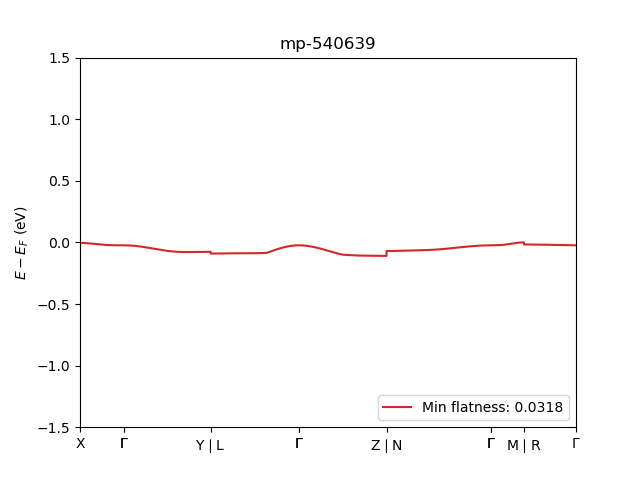 mp-540639
1.5
1.0
0.5
0.0
−0.5
−1.0
−1.5
E − E_F (eV)
Min flatness: 0.0318
X Γ Y | L Γ Z | N Γ M | R Γ